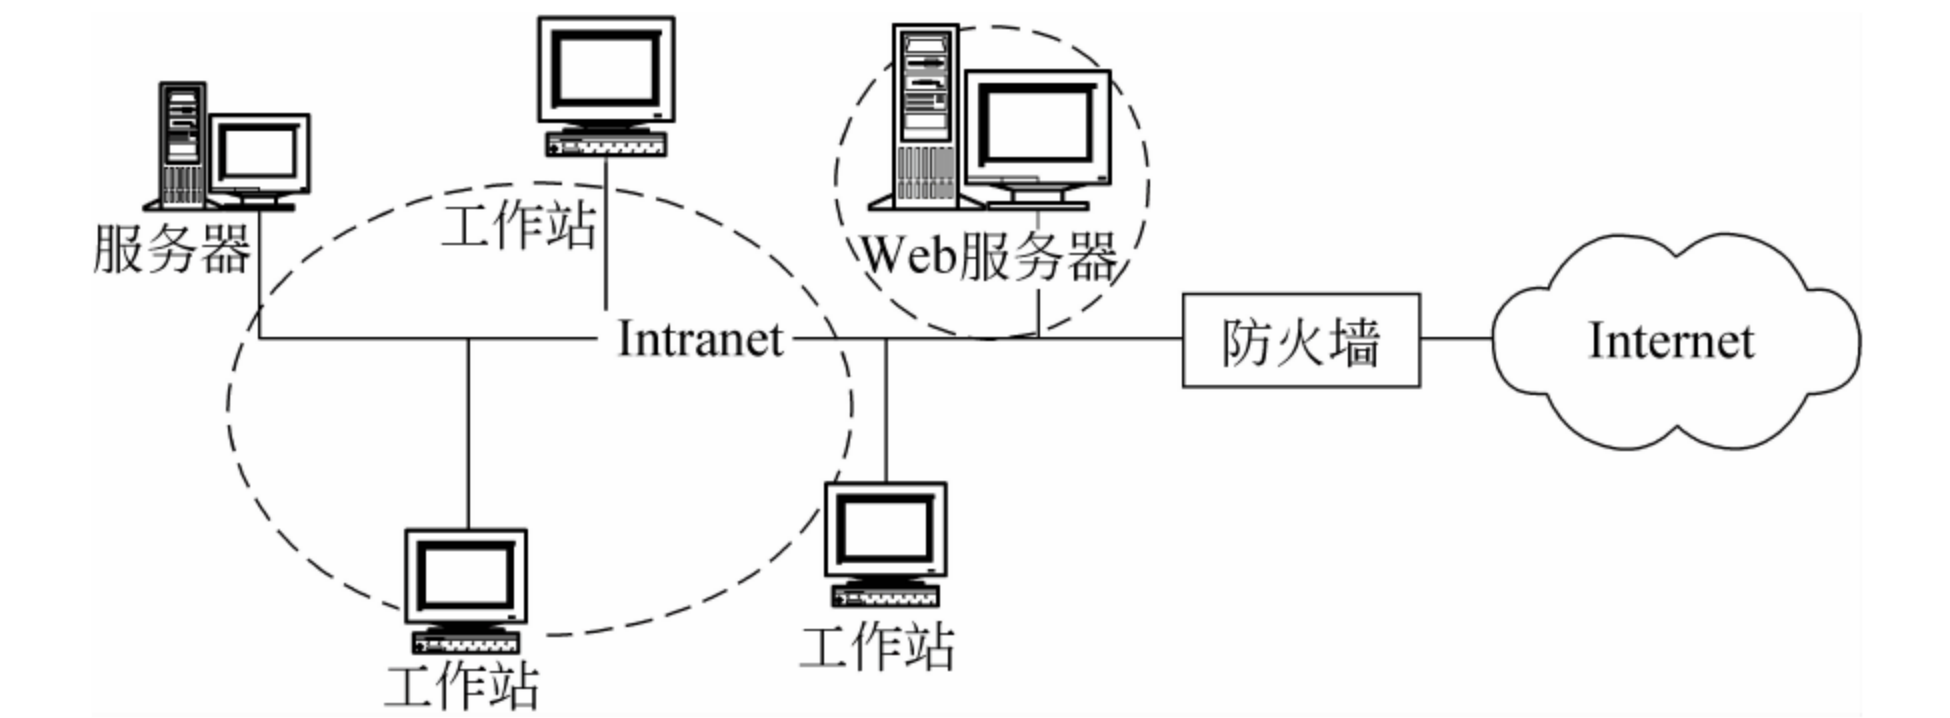 工作站
服务器
Web服务器
Intranet
防火墙
Internet
工作站
工作站